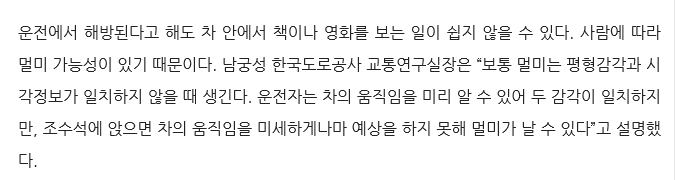 운전에서 해방된다고 해도 차 안에서 책이나 영화를 보는 일이 쉽지 않을 수 있다. 사람에 따라
멀미 가능성이 있기 때문이다. 남궁성 한국도로공사 교통연구실장은 “보통 멀미는 평형감각과 시
각정보가 일치하지 않을 때 생긴다. 운전자는 차의 움직임을 미리 알 수 있어 두 감각이 일치하지
만, 조수석에 앉으면 차의 움직임을 미세하게나마 예상을 하지 못해 멀미가 날 수 있다”고 설명했
다.